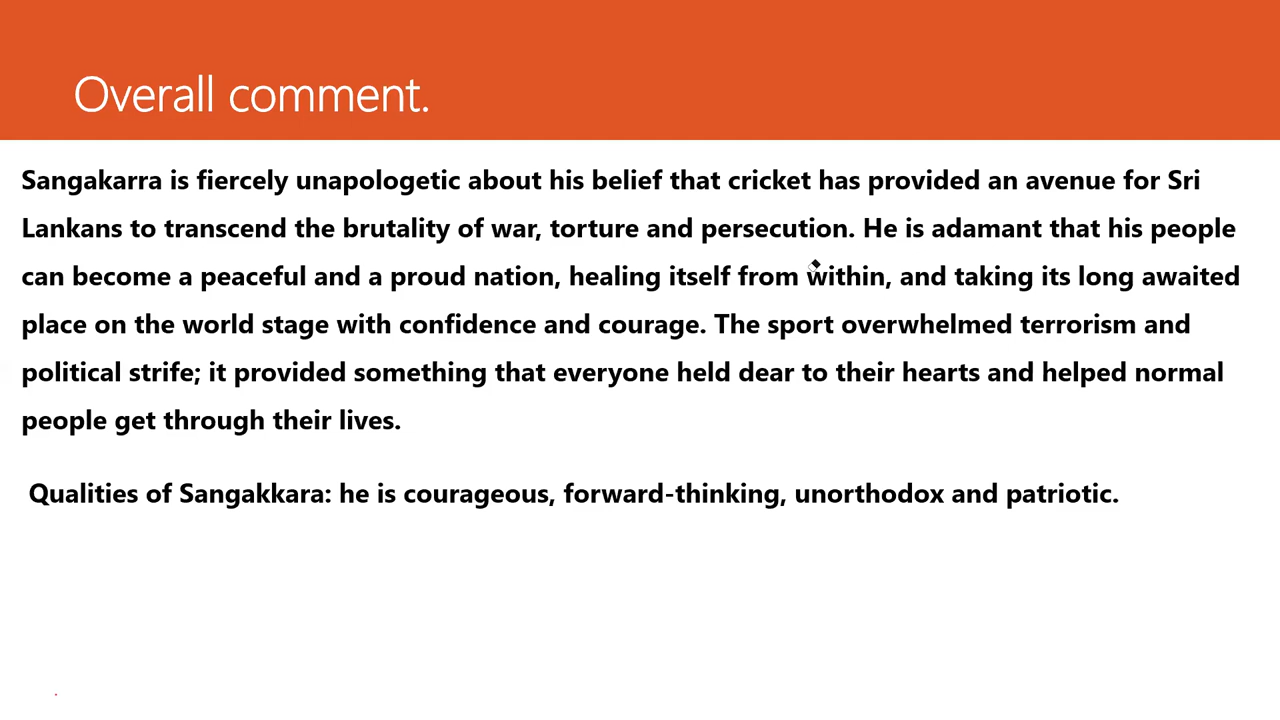 Overall comment.
Sangakarra is fiercely unapologetic about his belief that cricket has provided an avenue for Sri
Lankans to transcend the brutality of war, torture and persecution. He is adamant that his people
can become a peaceful and a proud nation, healing itself from within, and taking its long awaited
place on the world stage with confidence and courage. The sport overwhelmed terrorism and
political strife; it provided something that everyone held dear to their hearts and helped normal
people get through their lives.
Qualities of Sangakkara: he is courageous, forward-thinking, unorthodox and patriotic.